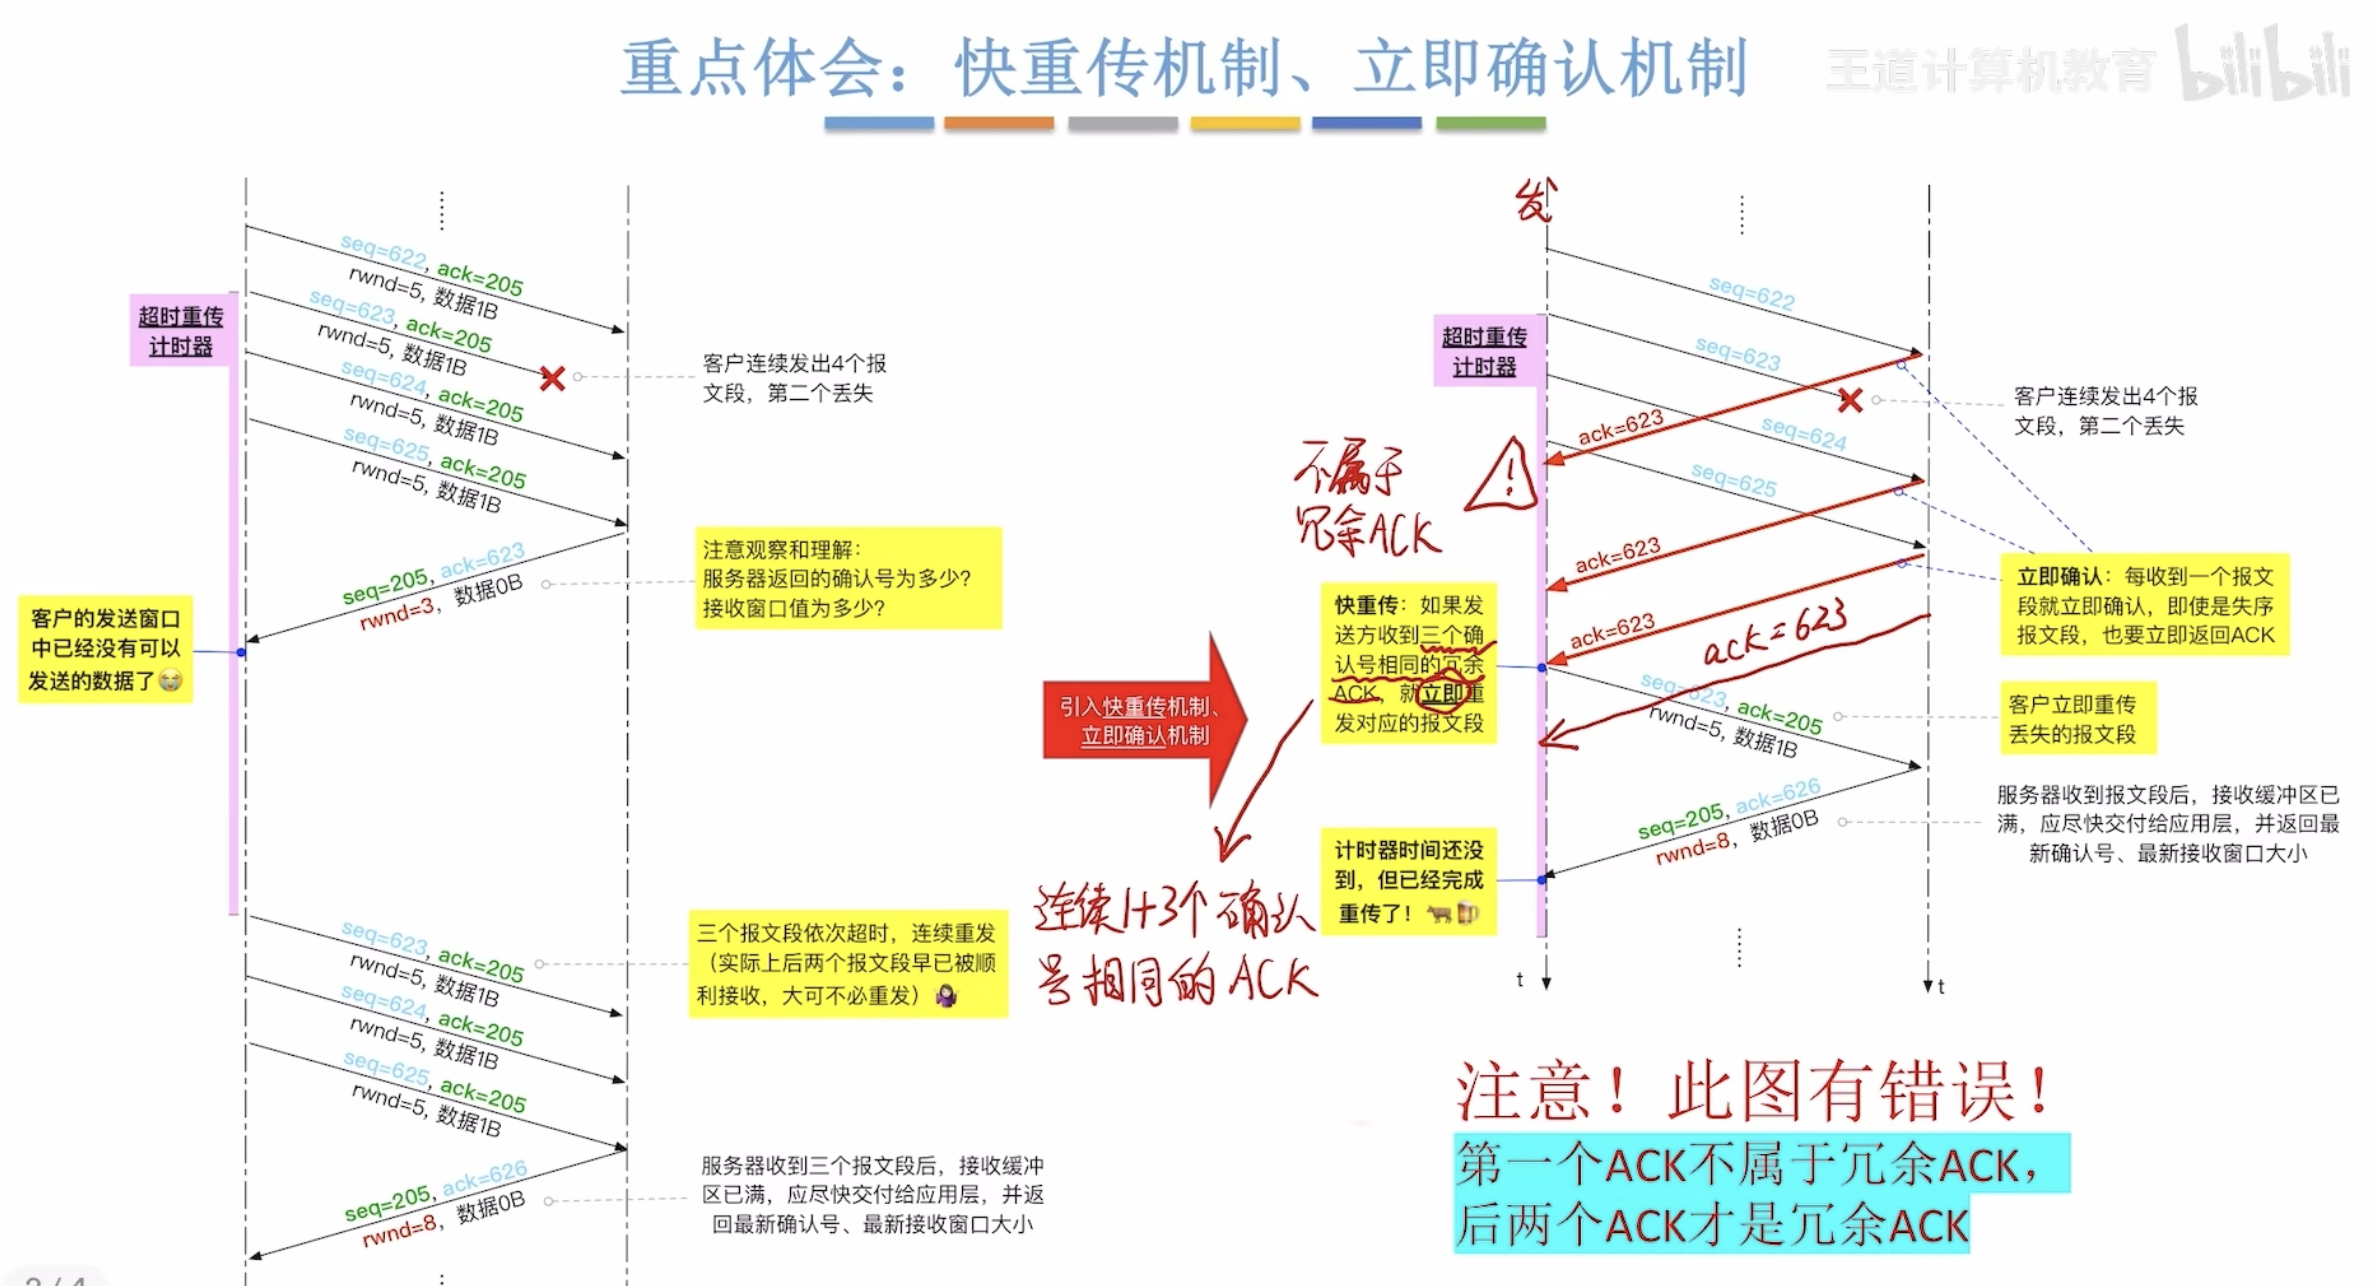 重点体会：快重传机制、立即确认机制
王道计算机教育
bilibili
seq=622, ack=205
rwnd=5, 数据1B
seq=623, ack=205
rwnd=5, 数据1B
seq=624, ack=205
rwnd=5, 数据1B
seq=625, ack=205
rwnd=5, 数据1B
超时重传
计时器
客户连续发出4个报
文段，第二个丢失
seq=205, ack=623
rwnd=3, 数据0B
注意观察和理解：
服务器返回的确认号为多少?
接收窗口值为多少?
客户的发送窗口
中已经没有可以
发送的数据了😭
seq=623, ack=205
rwnd=5, 数据1B
seq=624, ack=205
rwnd=5, 数据1B
seq=625, ack=205
rwnd=5, 数据1B
三个报文段依次超时，连续重发
（实际上后两个报文段早已被顺
利接收，大可不必重发）🤷‍♀️
seq=205, ack=626
rwnd=8, 数据0B
服务器收到三个报文段后，接收缓冲
区已满，应尽快交付给应用层，并返
回最新确认号、最新接收窗口大小
引入快重传机制、
立即确认机制
发
seq=622
seq=623
seq=624
seq=625
超时重传
计时器
客户连续发出4个报
文段，第二个丢失
ack=623
ack=623
ack=623
ack=623
不属于
冗余ACK
!
立即确认：每收到一个报文
段就立即确认，即使是失序
报文段，也要立即返回ACK
快重传：如果发
送方收到三个确
认号相同的冗余
ACK，就立即重
发对应的报文段
seq=623, ack=205
rwnd=5, 数据1B
客户立即重传
丢失的报文段
seq=205, ack=626
rwnd=8, 数据0B
服务器收到报文段后，接收缓冲区已
满，应尽快交付给应用层，并返回最
新确认号、最新接收窗口大小
计时器时间还没
到，但已经完成
重传了！🐂🍺
连续1+3个确认
号相同的ACK
t
t
注意！此图有错误！
第一个ACK不属于冗余ACK，
后两个ACK才是冗余ACK